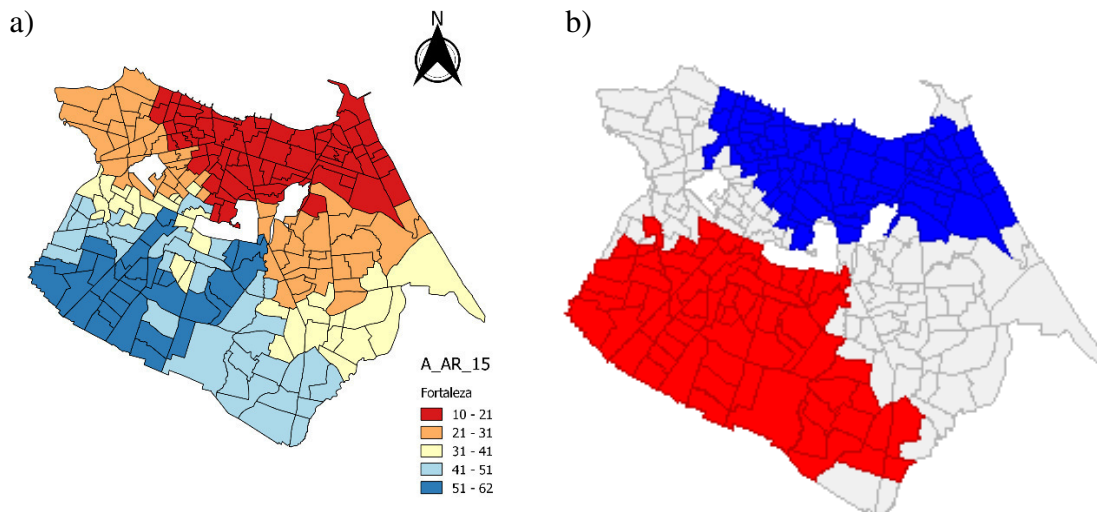 a)
N
b)
A_AR_15
Fortaleza
10 - 21
21 - 31
31 - 41
41 - 51
51 - 62